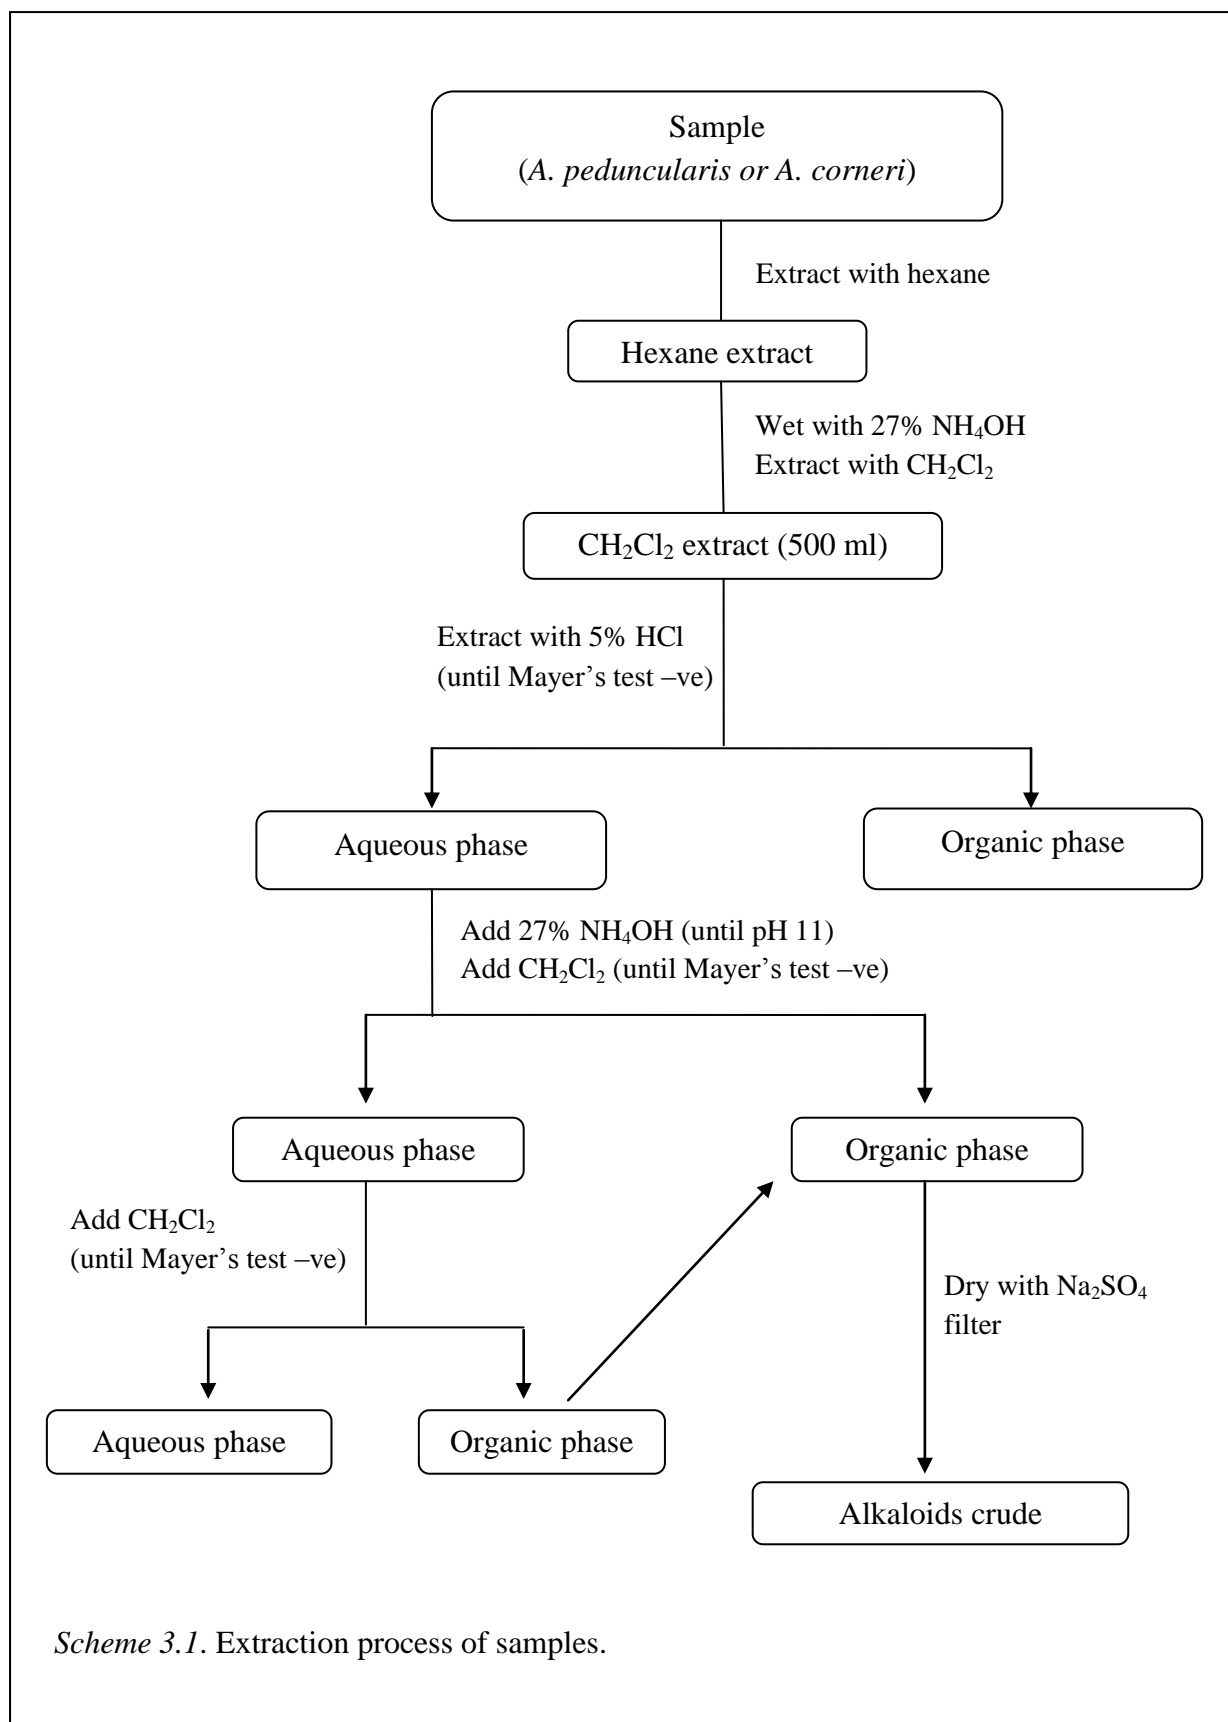 Sample
(A. peduncularis or A. corneri)
Extract with hexane
Hexane extract
Wet with 27% NH₄OH
Extract with CH₂Cl₂
CH₂Cl₂ extract (500 ml)
Extract with 5% HCl
(until Mayer’s test –ve)
Aqueous phase
Organic phase
Add 27% NH₄OH (until pH 11)
Add CH₂Cl₂ (until Mayer’s test –ve)
Aqueous phase
Organic phase
Add CH₂Cl₂
(until Mayer’s test –ve)
Dry with Na₂SO₄
filter
Aqueous phase
Organic phase
Alkaloids crude
Scheme 3.1. Extraction process of samples.